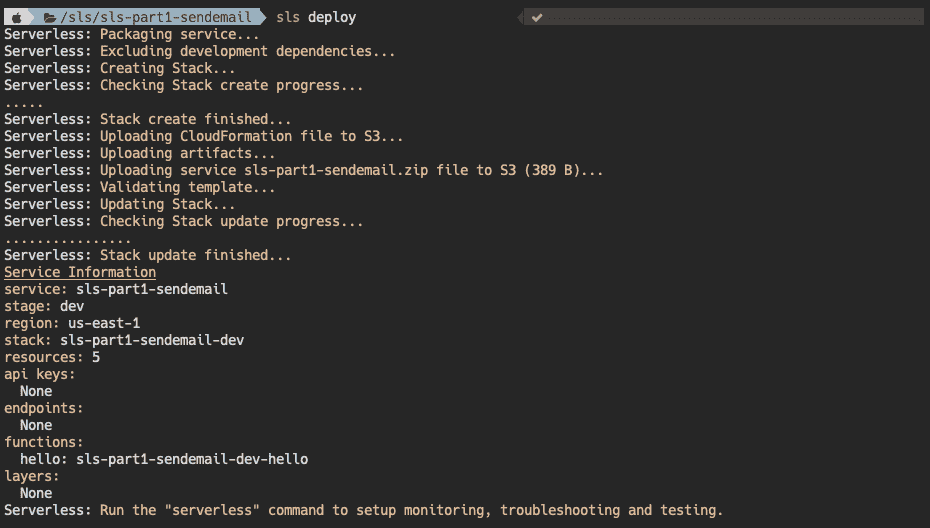 /sls/sls-part1-sendemail sls deploy
Serverless: Packaging service...
Serverless: Excluding development dependencies...
Serverless: Creating Stack...
Serverless: Checking Stack create progress...
.....
Serverless: Stack create finished...
Serverless: Uploading CloudFormation file to S3...
Serverless: Uploading artifacts...
Serverless: Uploading service sls-part1-sendemail.zip file to S3 (389 B)...
Serverless: Validating template...
Serverless: Updating Stack...
Serverless: Checking Stack update progress...
................
Serverless: Stack update finished...
Service Information
service: sls-part1-sendemail
stage: dev
region: us-east-1
stack: sls-part1-sendemail-dev
resources: 5
api keys:
  None
endpoints:
  None
functions:
  hello: sls-part1-sendemail-dev-hello
layers:
  None
Serverless: Run the "serverless" command to setup monitoring, troubleshooting and testing.